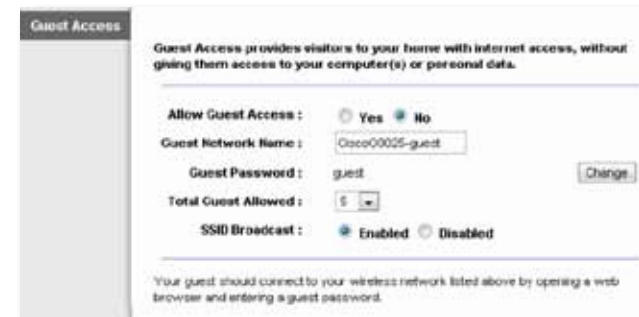 Guest Access
Guest Access provides visitors to your home with internet access, without
giving them access to your computer(s) or personal data.
Allow Guest Access : Yes No
Guest Network Name : Cisco00025-guest
Guest Password : guest Change
Total Guest Allowed : 5
SSID Broadcast : Enabled Disabled
Your guest should connect to your wireless network listed above by opening a web
browser and entering a guest password.